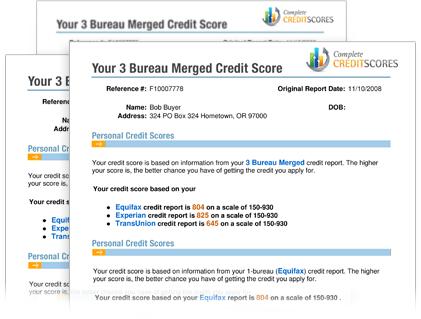 Your 3 Bureau Merged Credit Score
Complete
CREDITSCORES
Your 3 B
Reference
Personal Cr
Your credit sc
your score is,
Your credit s
Equif
Expe
Trans
Personal Cr
Your credit sc
your score is,
Your 3 Bureau Merged Credit Score
Complete
CREDITSCORES
Reference #: F10007778 Original Report Date: 11/10/2008
Name: Bob Buyer DOB:
Address: 324 PO Box 324 Hometown, OR 97000
Personal Credit Scores
Your credit score is based on information from your 3 Bureau Merged credit report. The higher
your score is, the better chance you have of getting the credit you apply for.
Your credit score based on your
• Equifax credit report is 804 on a scale of 150-930
• Experian credit report is 825 on a scale of 150-930
• TransUnion credit report is 645 on a scale of 150-930
Personal Credit Scores
Your credit score is based on information from your 1-bureau (Equifax) credit report. The higher
your score is, the better chance you have of getting the credit you apply for.
Your credit score based on your Equifax report is 804 on a scale of 150-930 .